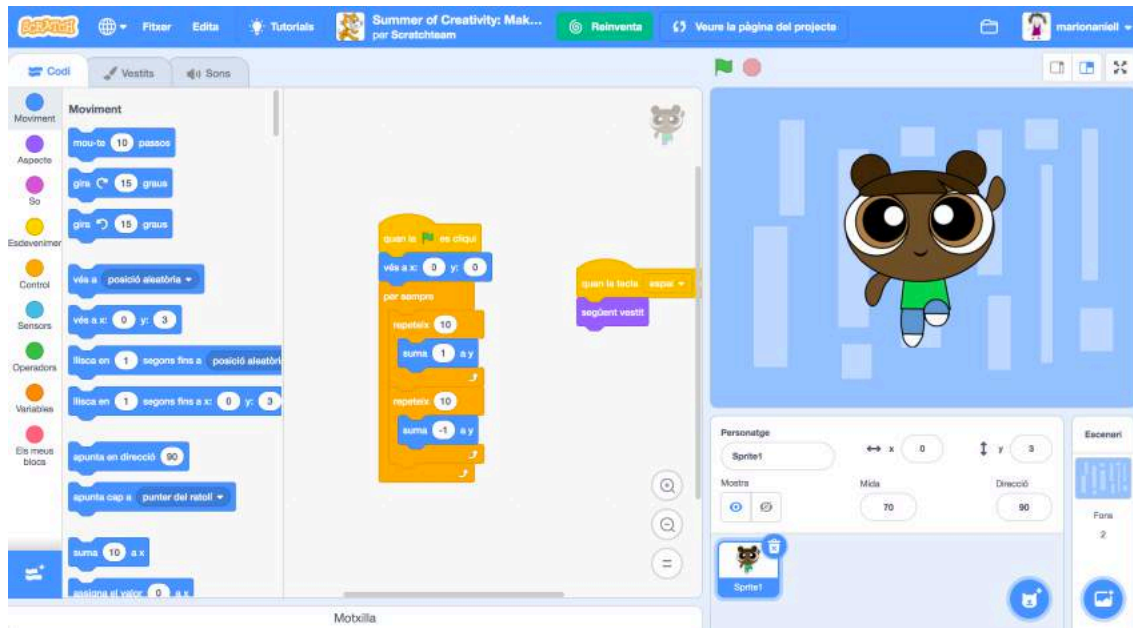 SCRATCH
Fitxer
Edita
Tutorials
Summer of Creativity: Mak...
per Scratchteam
Reinventa
Veure la pàgina del projecte
marionaniell
Codi
Vestits
Sons
Moviment
Aspecte
So
Esdevenimen
Control
Sensors
Operadors
Variables
Els meus
blocs
Moviment
mou-te 10 passos
gira 15 graus
gira 15 graus
vés a posició aleatòria
vés a x: 0 y: 3
llisca en 1 segons fins a posició aleatòri
llisca en 1 segons fins a x: 0 y: 3
apunta en direcció 90
apunta cap a punter del ratolí
suma 10 a x
assigna el valor 0 a x
quan la es cliqui
vés a x: 0 y: 0
per sempre
repeteix 10
suma 1 a y
repeteix 10
suma -1 a y
quan la tecla espai
següent vestit
Personatge
Sprite1
x 0
y 3
Mostra
Mida
70
Direcció
90
Sprite1
Escenari
Fons
2
Motxilla